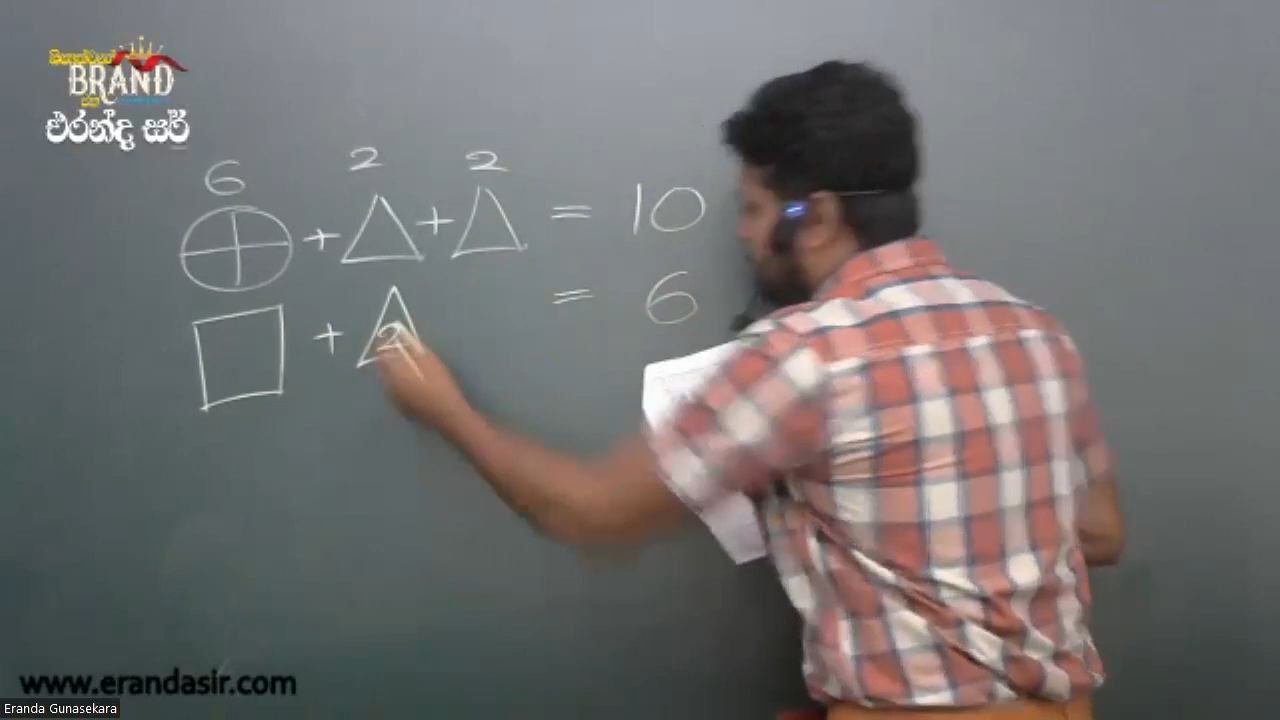 BRAND
එරන්ද සර්
6 2 2
+ + = 10
+ 2 = 6
www.erandasir.com
Eranda Gunasekara